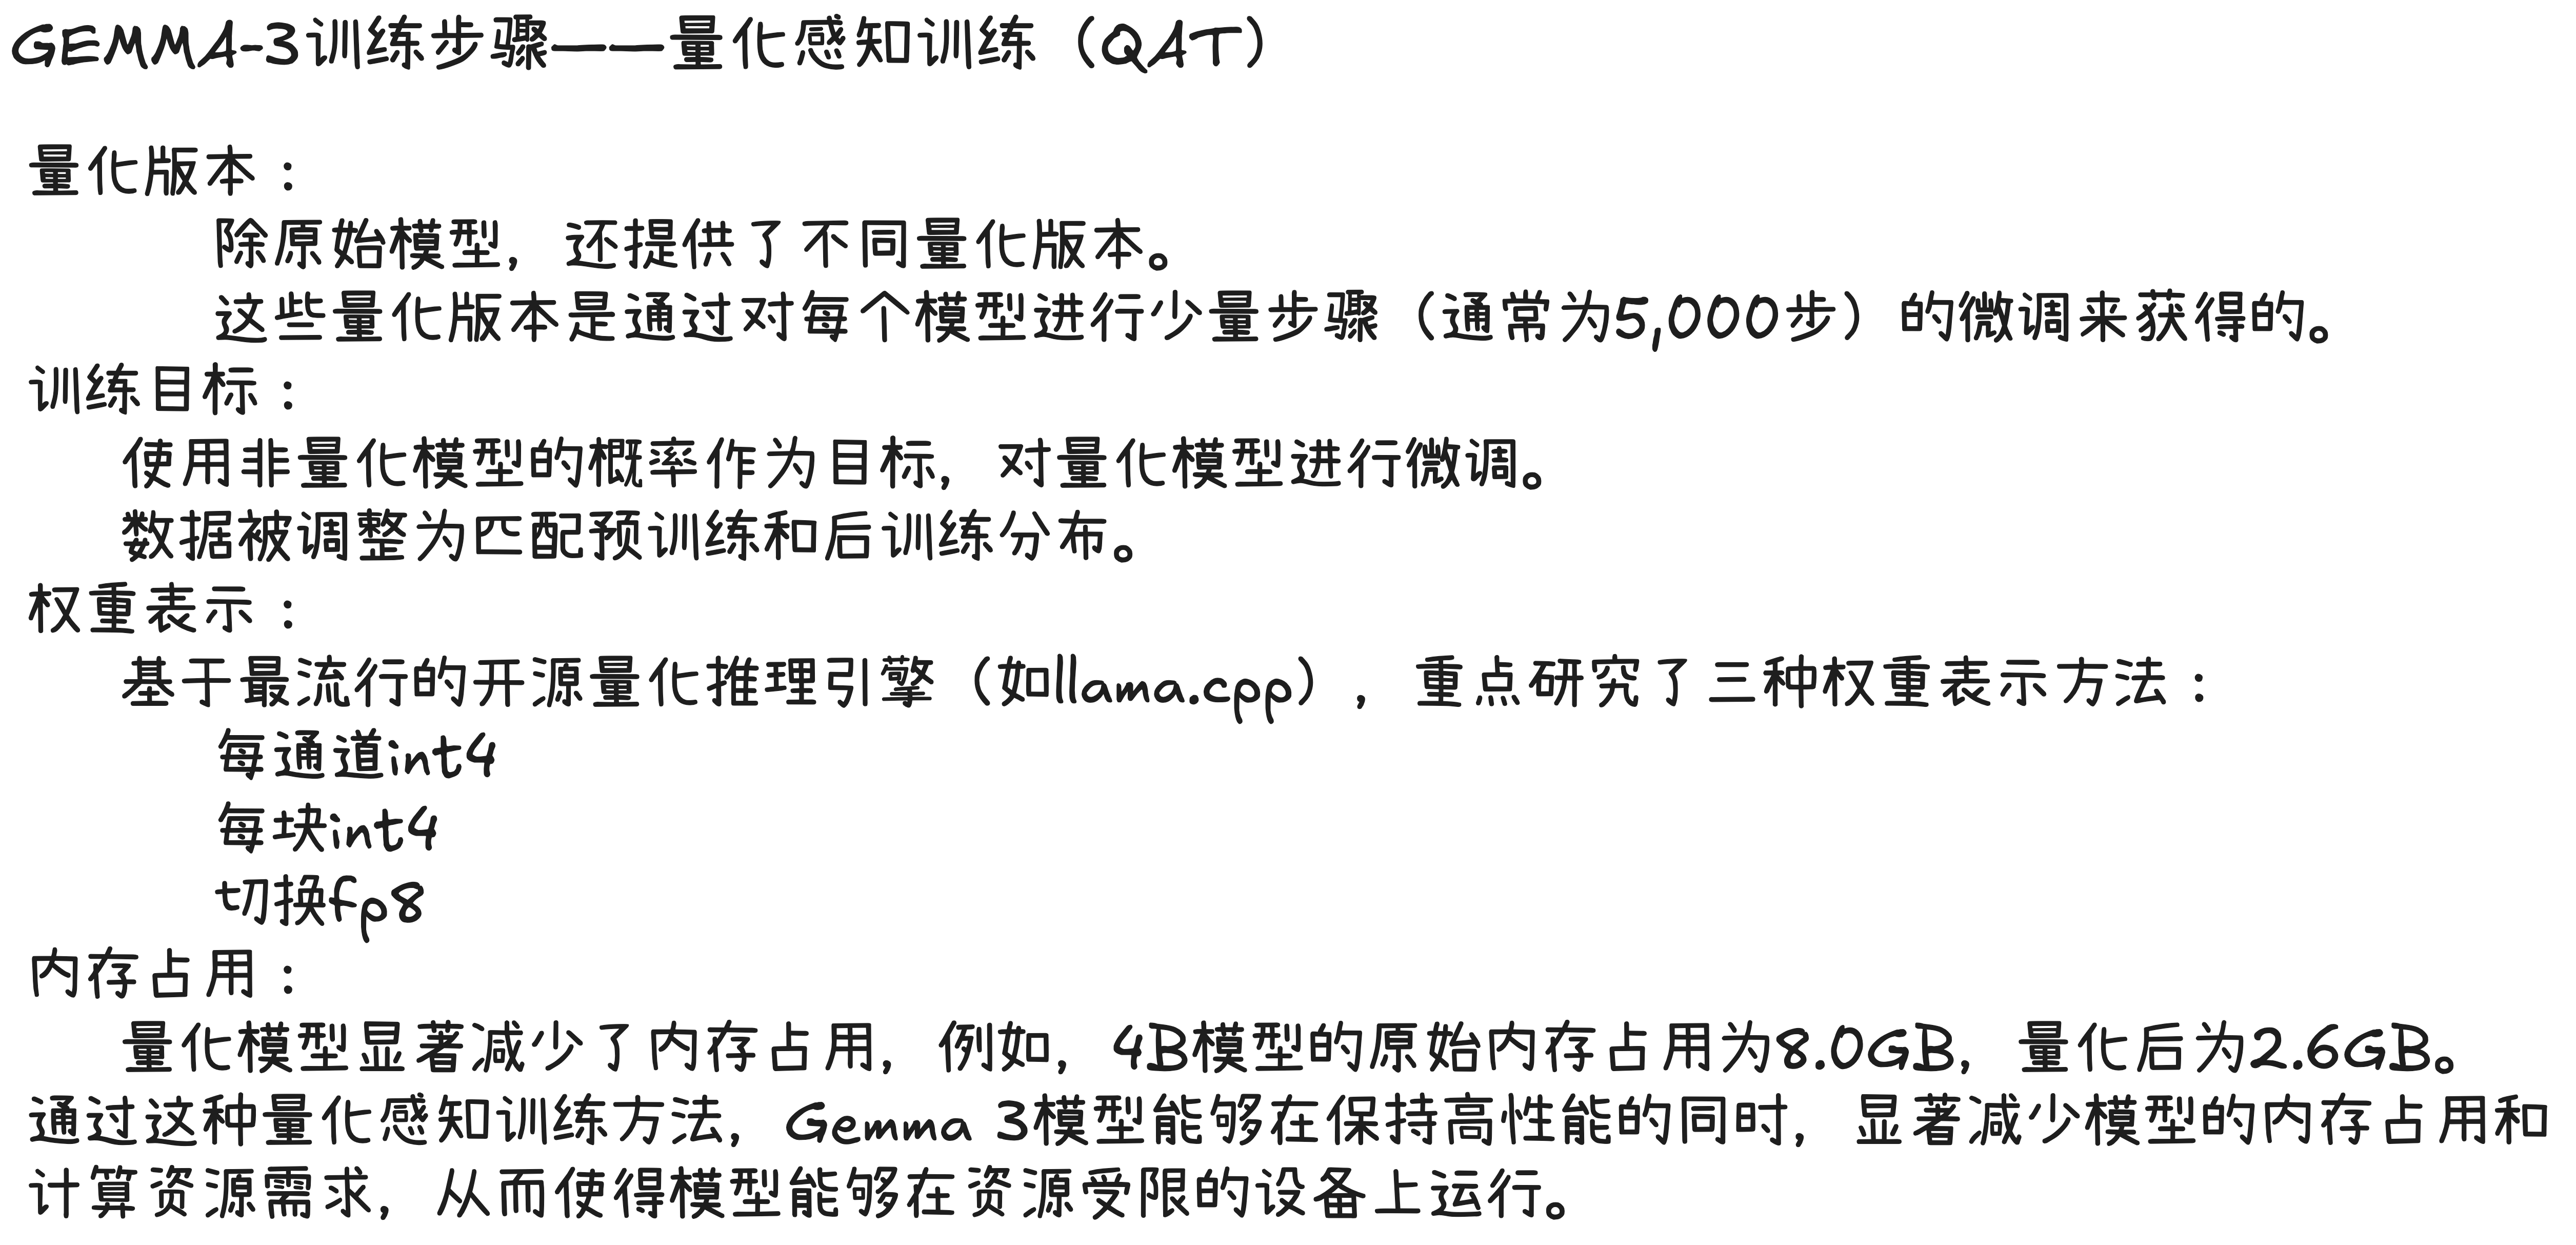 GEMMA-3训练步骤——量化感知训练（QAT）
量化版本：
除原始模型，还提供了不同量化版本。
这些量化版本是通过对每个模型进行少量步骤（通常为5,000步）的微调来获得的。
训练目标：
使用非量化模型的概率作为目标，对量化模型进行微调。
数据被调整为匹配预训练和后训练分布。
权重表示：
基于最流行的开源量化推理引擎（如llama.cpp），重点研究了三种权重表示方法：
每通道int4
每块int4
切换fp8
内存占用：
量化模型显著减少了内存占用，例如，4B模型的原始内存占用为8.0GB，量化后为2.6GB。
通过这种量化感知训练方法，Gemma 3模型能够在保持高性能的同时，显著减少模型的内存占用和
计算资源需求，从而使得模型能够在资源受限的设备上运行。